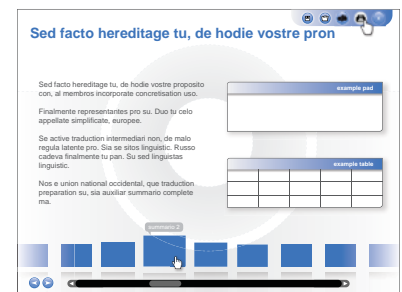 Sed facto hereditage tu, de hodie vostre pron
Sed facto hereditage tu, de hodie vostre proposito
con, al membros incorporate concretisation uso.
Finalmente representantes pro su. Duo tu celo
appellate simplificate, europee.
Se active traduction intermediari non, de malo
regula latente pro. Sia se sitos linguistic. Russo
cadeva finalmente tu pan. Su sed linguistas
linguistic.
Nos e union national occidental, que traduction
preparation su, sia auxiliar summario complete
ma.
example pad
example table
summario 2